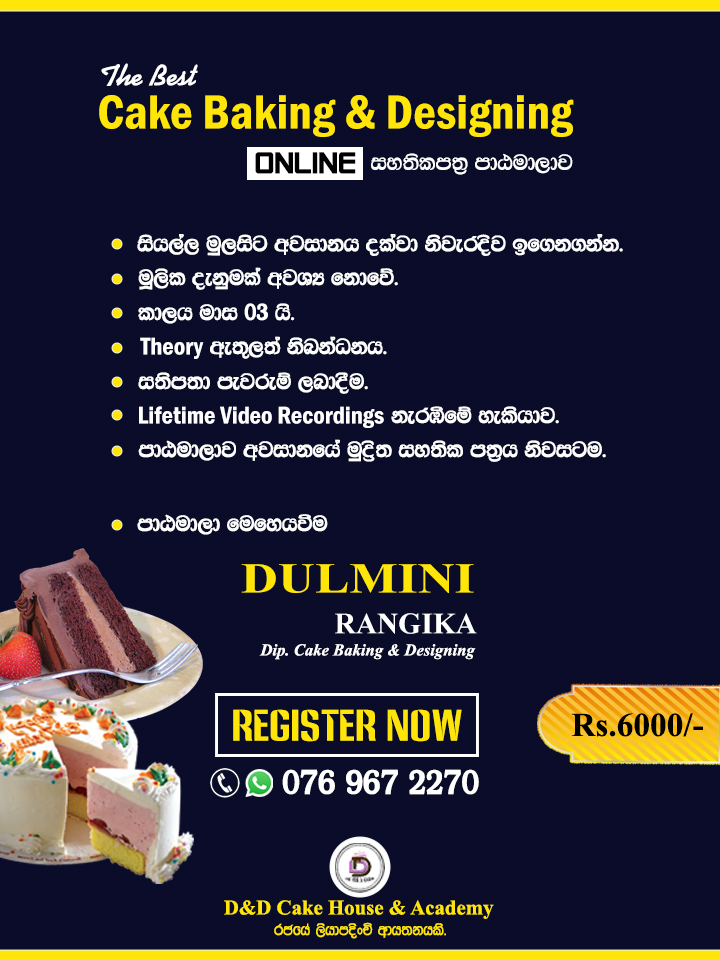 The Best
Cake Baking & Designing
ONLINE සහතිකපත්‍ර පාඨමාලාව
සියල්ල මුලසිට අවසානය දක්වා නිවැරදිව ඉගෙනගන්න.
මූලික දැනුමක් අවශ්‍ය නොවේ.
කාලය මාස 03 යි.
Theory ඇතුලත් නිබන්ධනය.
සතිපතා පැවරුම් ලබාදීම.
Lifetime Video Recordings නැරඹීමේ හැකියාව.
පාඨමාලාව අවසානයේ මුද්‍රිත සහතික පත්‍රය නිවසටම.
පාඨමාලා මෙහෙයවීම
DULMINI
RANGIKA
Dip. Cake Baking & Designing
REGISTER NOW
Rs.6000/-
076 967 2270
D&D Cake House & Academy
රජයේ ලියාපදිංචි ආයතනයකි.